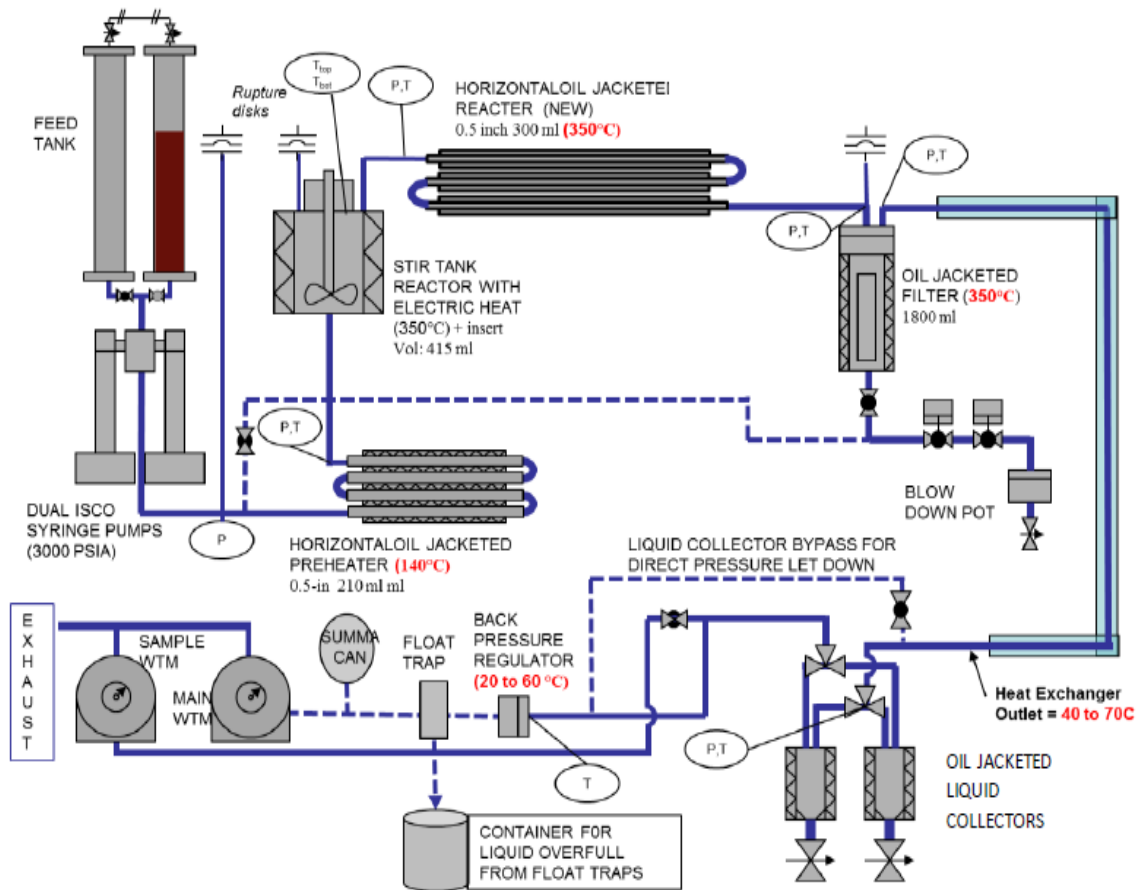 FEED
TANK
Rupture
disks
Ttop
Tbot
P,T
HORIZONTALOIL JACKETEI
REACTER (NEW)
0.5 inch 300 ml (350°C)
P,T
P,T
STIR TANK
REACTOR WITH
ELECTRIC HEAT
(350°C) + insert
Vol: 415 ml
OIL JACKETED
FILTER (350°C)
1800 ml
P,T
DUAL ISCO
SYRINGE PUMPS
(3000 PSIA)
P
HORIZONTALOIL JACKETED
PREHEATER (140°C)
0.5-in 210 ml ml
BLOW
DOWN POT
LIQUID COLLECTOR BYPASS FOR
DIRECT PRESSURE LET DOWN
EXHAUST
SAMPLE
WTM
MAIN
WTM
SUMMA
CAN
FLOAT
TRAP
BACK
PRESSURE
REGULATOR
(20 to 60 °C)
Heat Exchanger
Outlet = 40 to 70C
P,T
T
OIL JACKETED
LIQUID
COLLECTORS
CONTAINER F0R
LIQUID OVERFULL
FROM FLOAT TRAPS